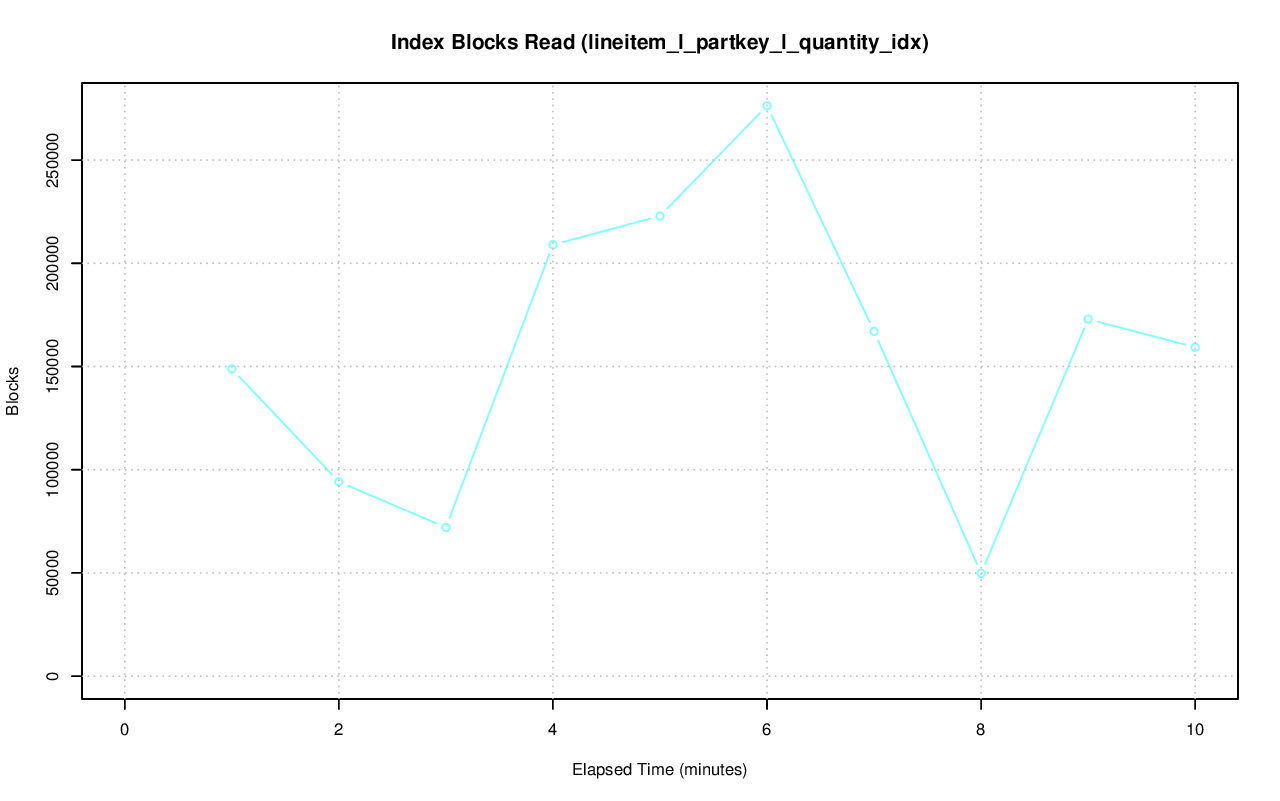 Index Blocks Read (lineitem_l_partkey_l_quantity_idx)
Blocks
250000
200000
150000
100000
50000
0
0 2 4 6 8 10
Elapsed Time (minutes)